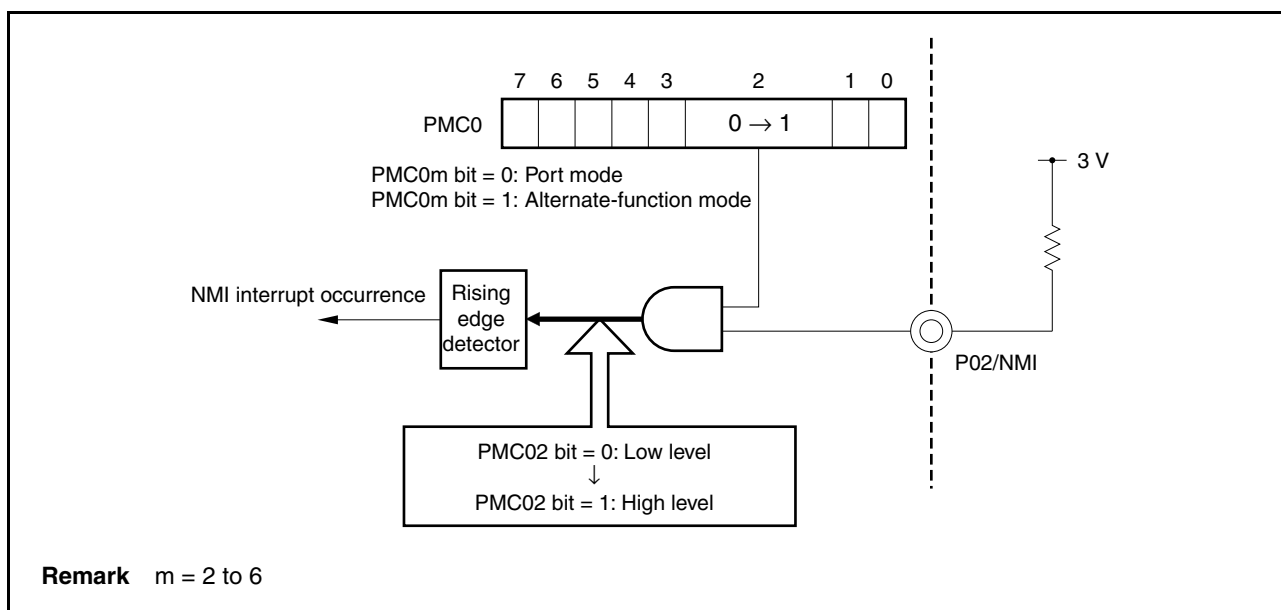 7 6 5 4 3 2 1 0
PMC0
0 → 1
3 V
PMC0m bit = 0: Port mode
PMC0m bit = 1: Alternate-function mode
NMI interrupt occurrence
Rising
edge
detector
P02/NMI
PMC02 bit = 0: Low level
↓
PMC02 bit = 1: High level
Remark m = 2 to 6